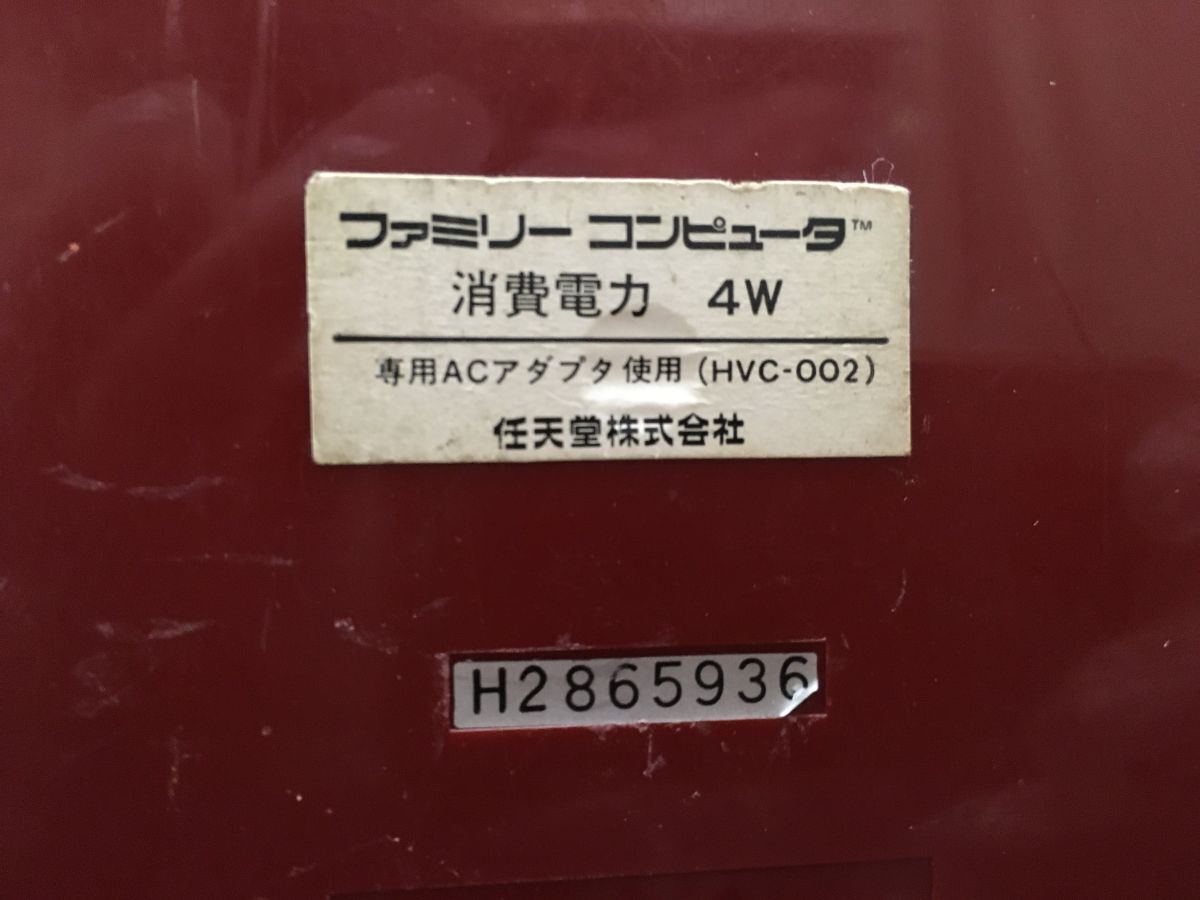 ファミリー コンピュータ™
消費電力 4W
専用ACアダプタ使用(HVC-002)
任天堂株式会社
H2865936